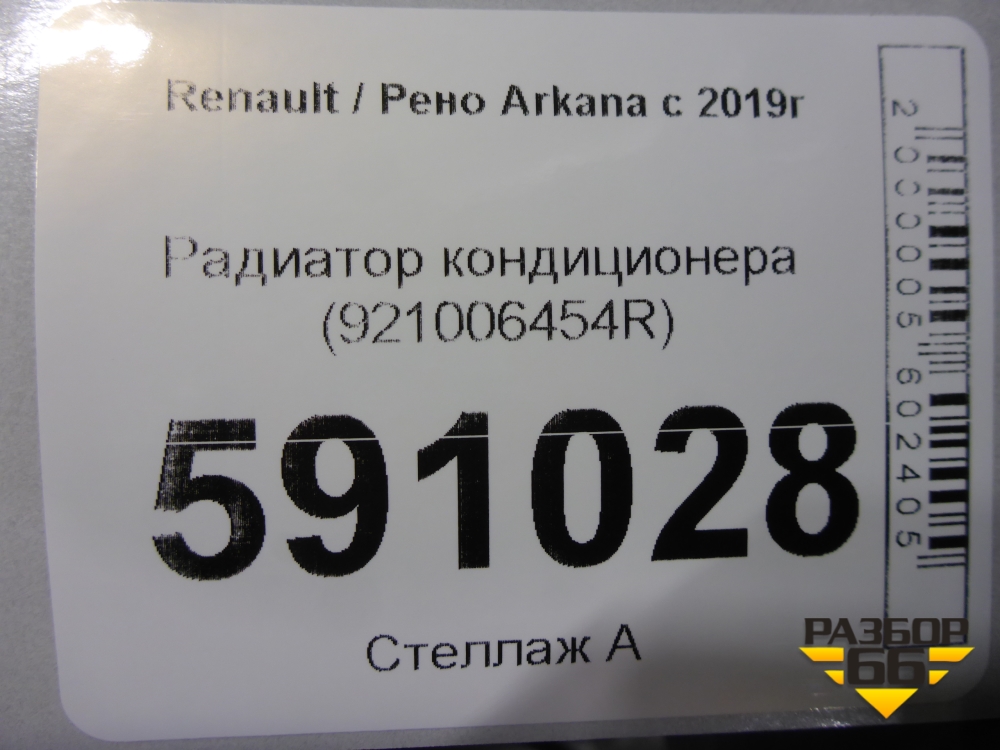 Renault / Рено Arkana с 2019г
Радиатор кондиционера
(921006454R)
591028
Стеллаж А
2000005602405
РАЗБОР
66